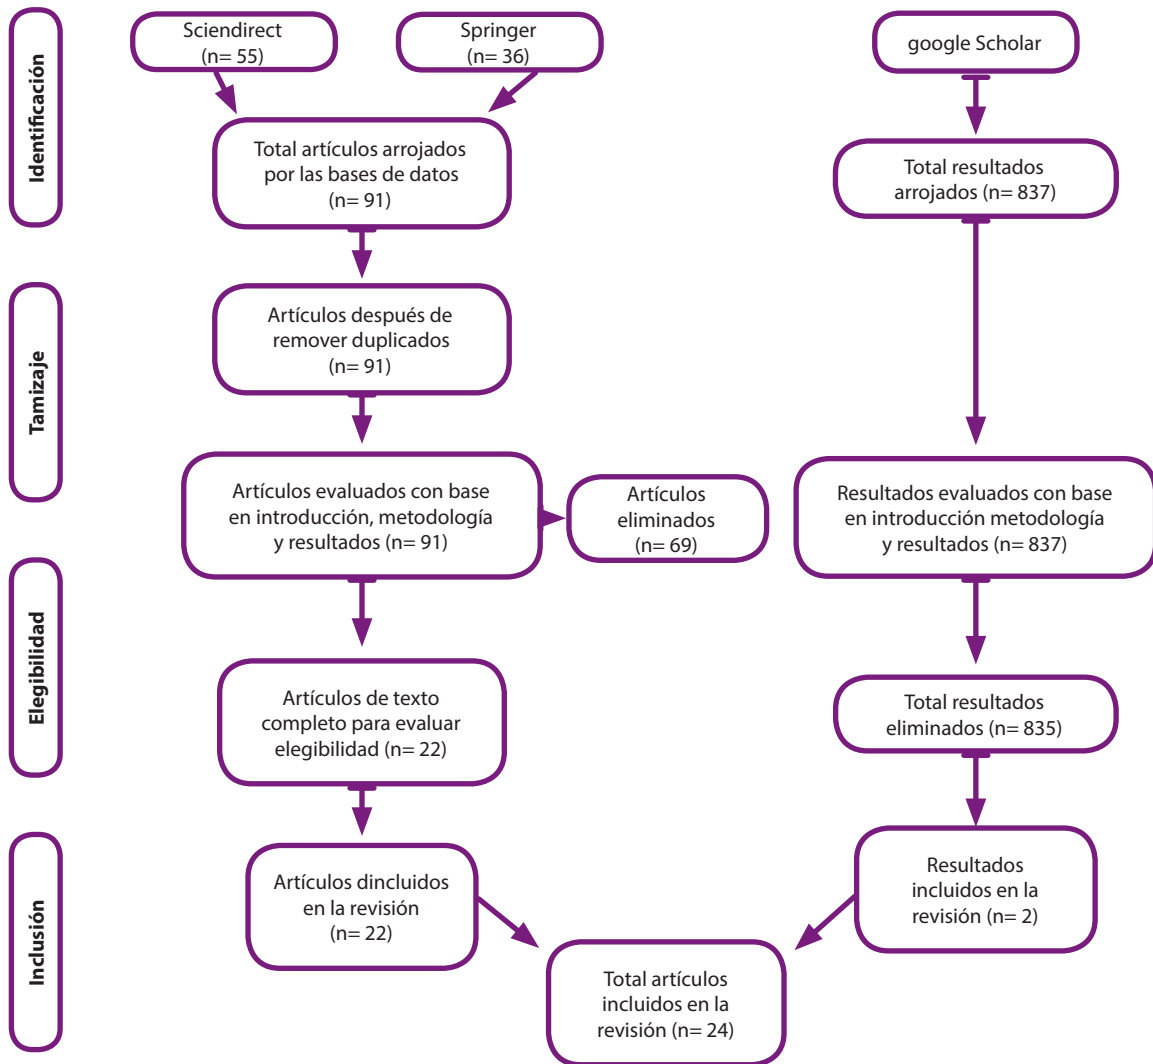 Identificación
Sciendirect
(n= 55)
Springer
(n= 36)
google Scholar
Total artículos arrojados
por las bases de datos
(n= 91)
Total resultados
arrojados (n= 837)
Tamizaje
Artículos después de
remover duplicados
(n= 91)
Artículos evaluados con base
en introducción, metodología
y resultados (n= 91)
Artículos
eliminados
(n= 69)
Resultados evaluados con base
en introducción metodología
y resultados (n= 837)
Elegibilidad
Artículos de texto
completo para evaluar
elegibilidad (n= 22)
Total resultados
eliminados (n= 835)
Inclusión
Artículos dincluidos
en la revisión
(n= 22)
Resultados
incluidos en la
revisión (n= 2)
Total artículos
incluidos en la
revisión (n= 24)